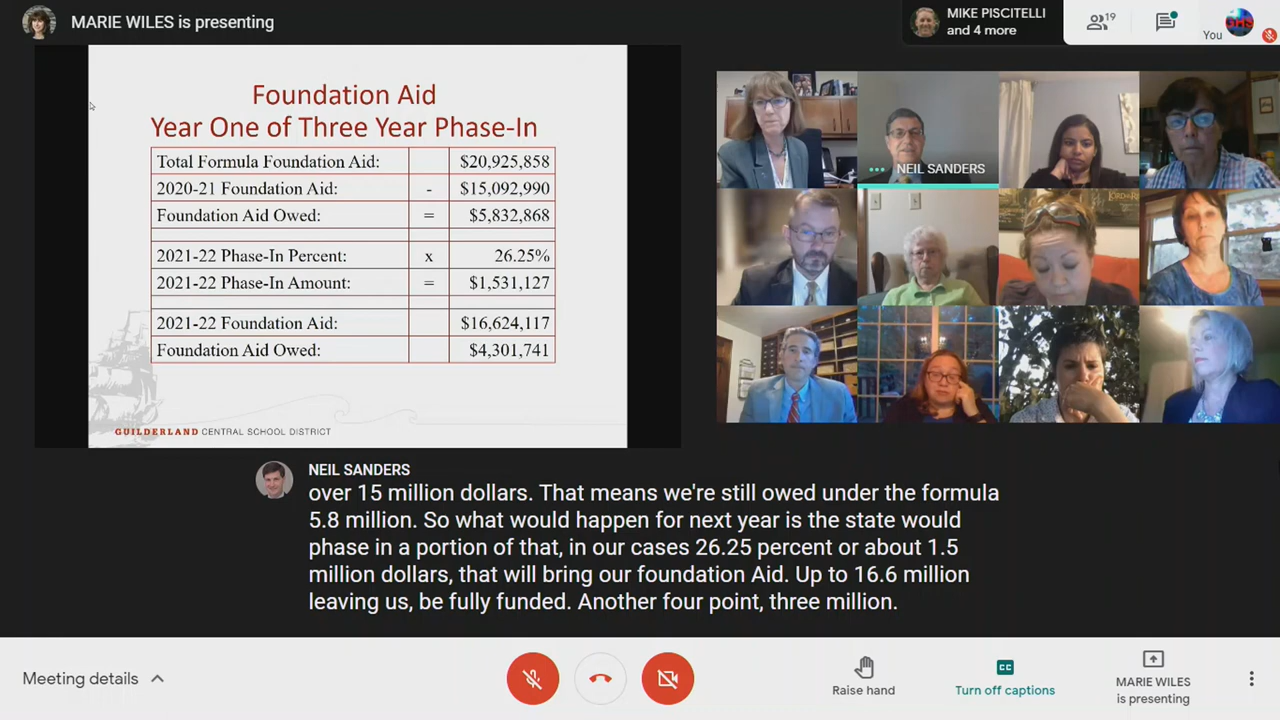 MARIE WILES is presenting
MIKE PISCITELLI
and 4 more
19
You
GHS
Foundation Aid
Year One of Three Year Phase-In
Total Formula Foundation Aid: $20,925,858
2020-21 Foundation Aid: - $15,092,990
Foundation Aid Owed: = $5,832,868
2021-22 Phase-In Percent: x 26.25%
2021-22 Phase-In Amount: = $1,531,127
2021-22 Foundation Aid: $16,624,117
Foundation Aid Owed: $4,301,741
GUILDERLAND CENTRAL SCHOOL DISTRICT
NEIL SANDERS
NEIL SANDERS
over 15 million dollars. That means we're still owed under the formula
5.8 million. So what would happen for next year is the state would
phase in a portion of that, in our cases 26.25 percent or about 1.5
million dollars, that will bring our foundation Aid. Up to 16.6 million
leaving us, be fully funded. Another four point, three million.
Meeting details
Raise hand
CC
Turn off captions
MARIE WILES
is presenting